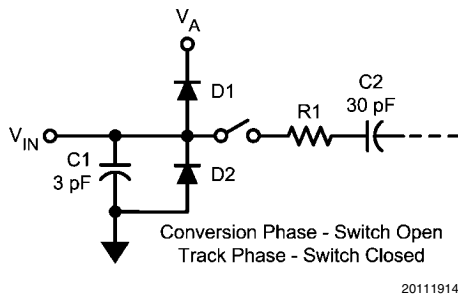 VA
D1
C2
30 pF
R1
VIN
C1
3 pF
D2
Conversion Phase - Switch Open
Track Phase - Switch Closed
20111914